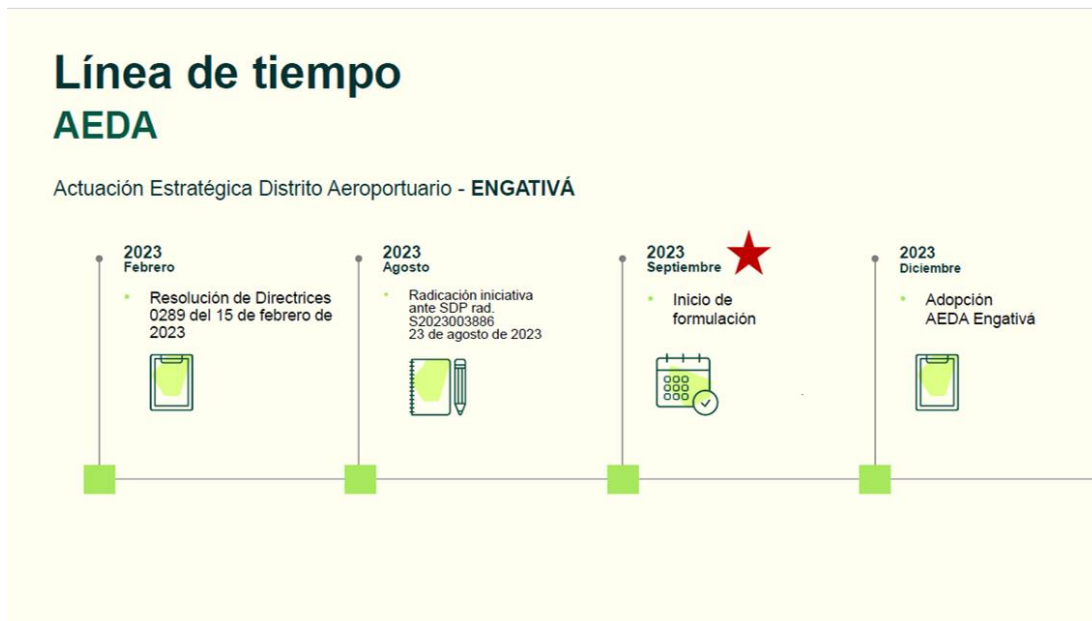 Línea de tiempo
AEDA
Actuación Estratégica Distrito Aeroportuario - ENGATIVÁ
2023
Febrero
• Resolución de Directrices
0289 del 15 de febrero de
2023
2023
Agosto
• Radicación iniciativa
ante SDP rad.
S2023003886
23 de agosto de 2023
2023
Septiembre
• Inicio de
formulación
2023
Diciembre
• Adopción
AEDA Engativá